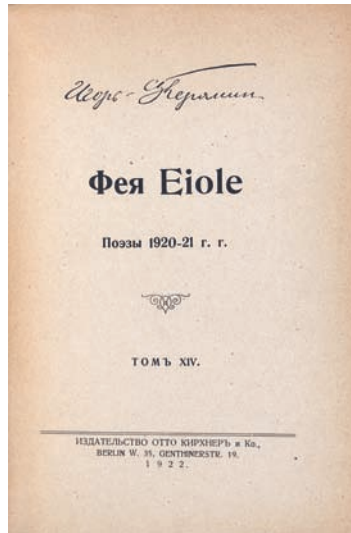 Игорь-Северянин.
Фея Eiole
Поэзы 1920-21 г. г.
ТОМЪ XIV.
ИЗДАТЕЛЬСТВО ОТТО КИРХНЕРЪ и Ко.,
BERLIN W. 35, GENTHINERSTR. 19.
1 9 2 2.